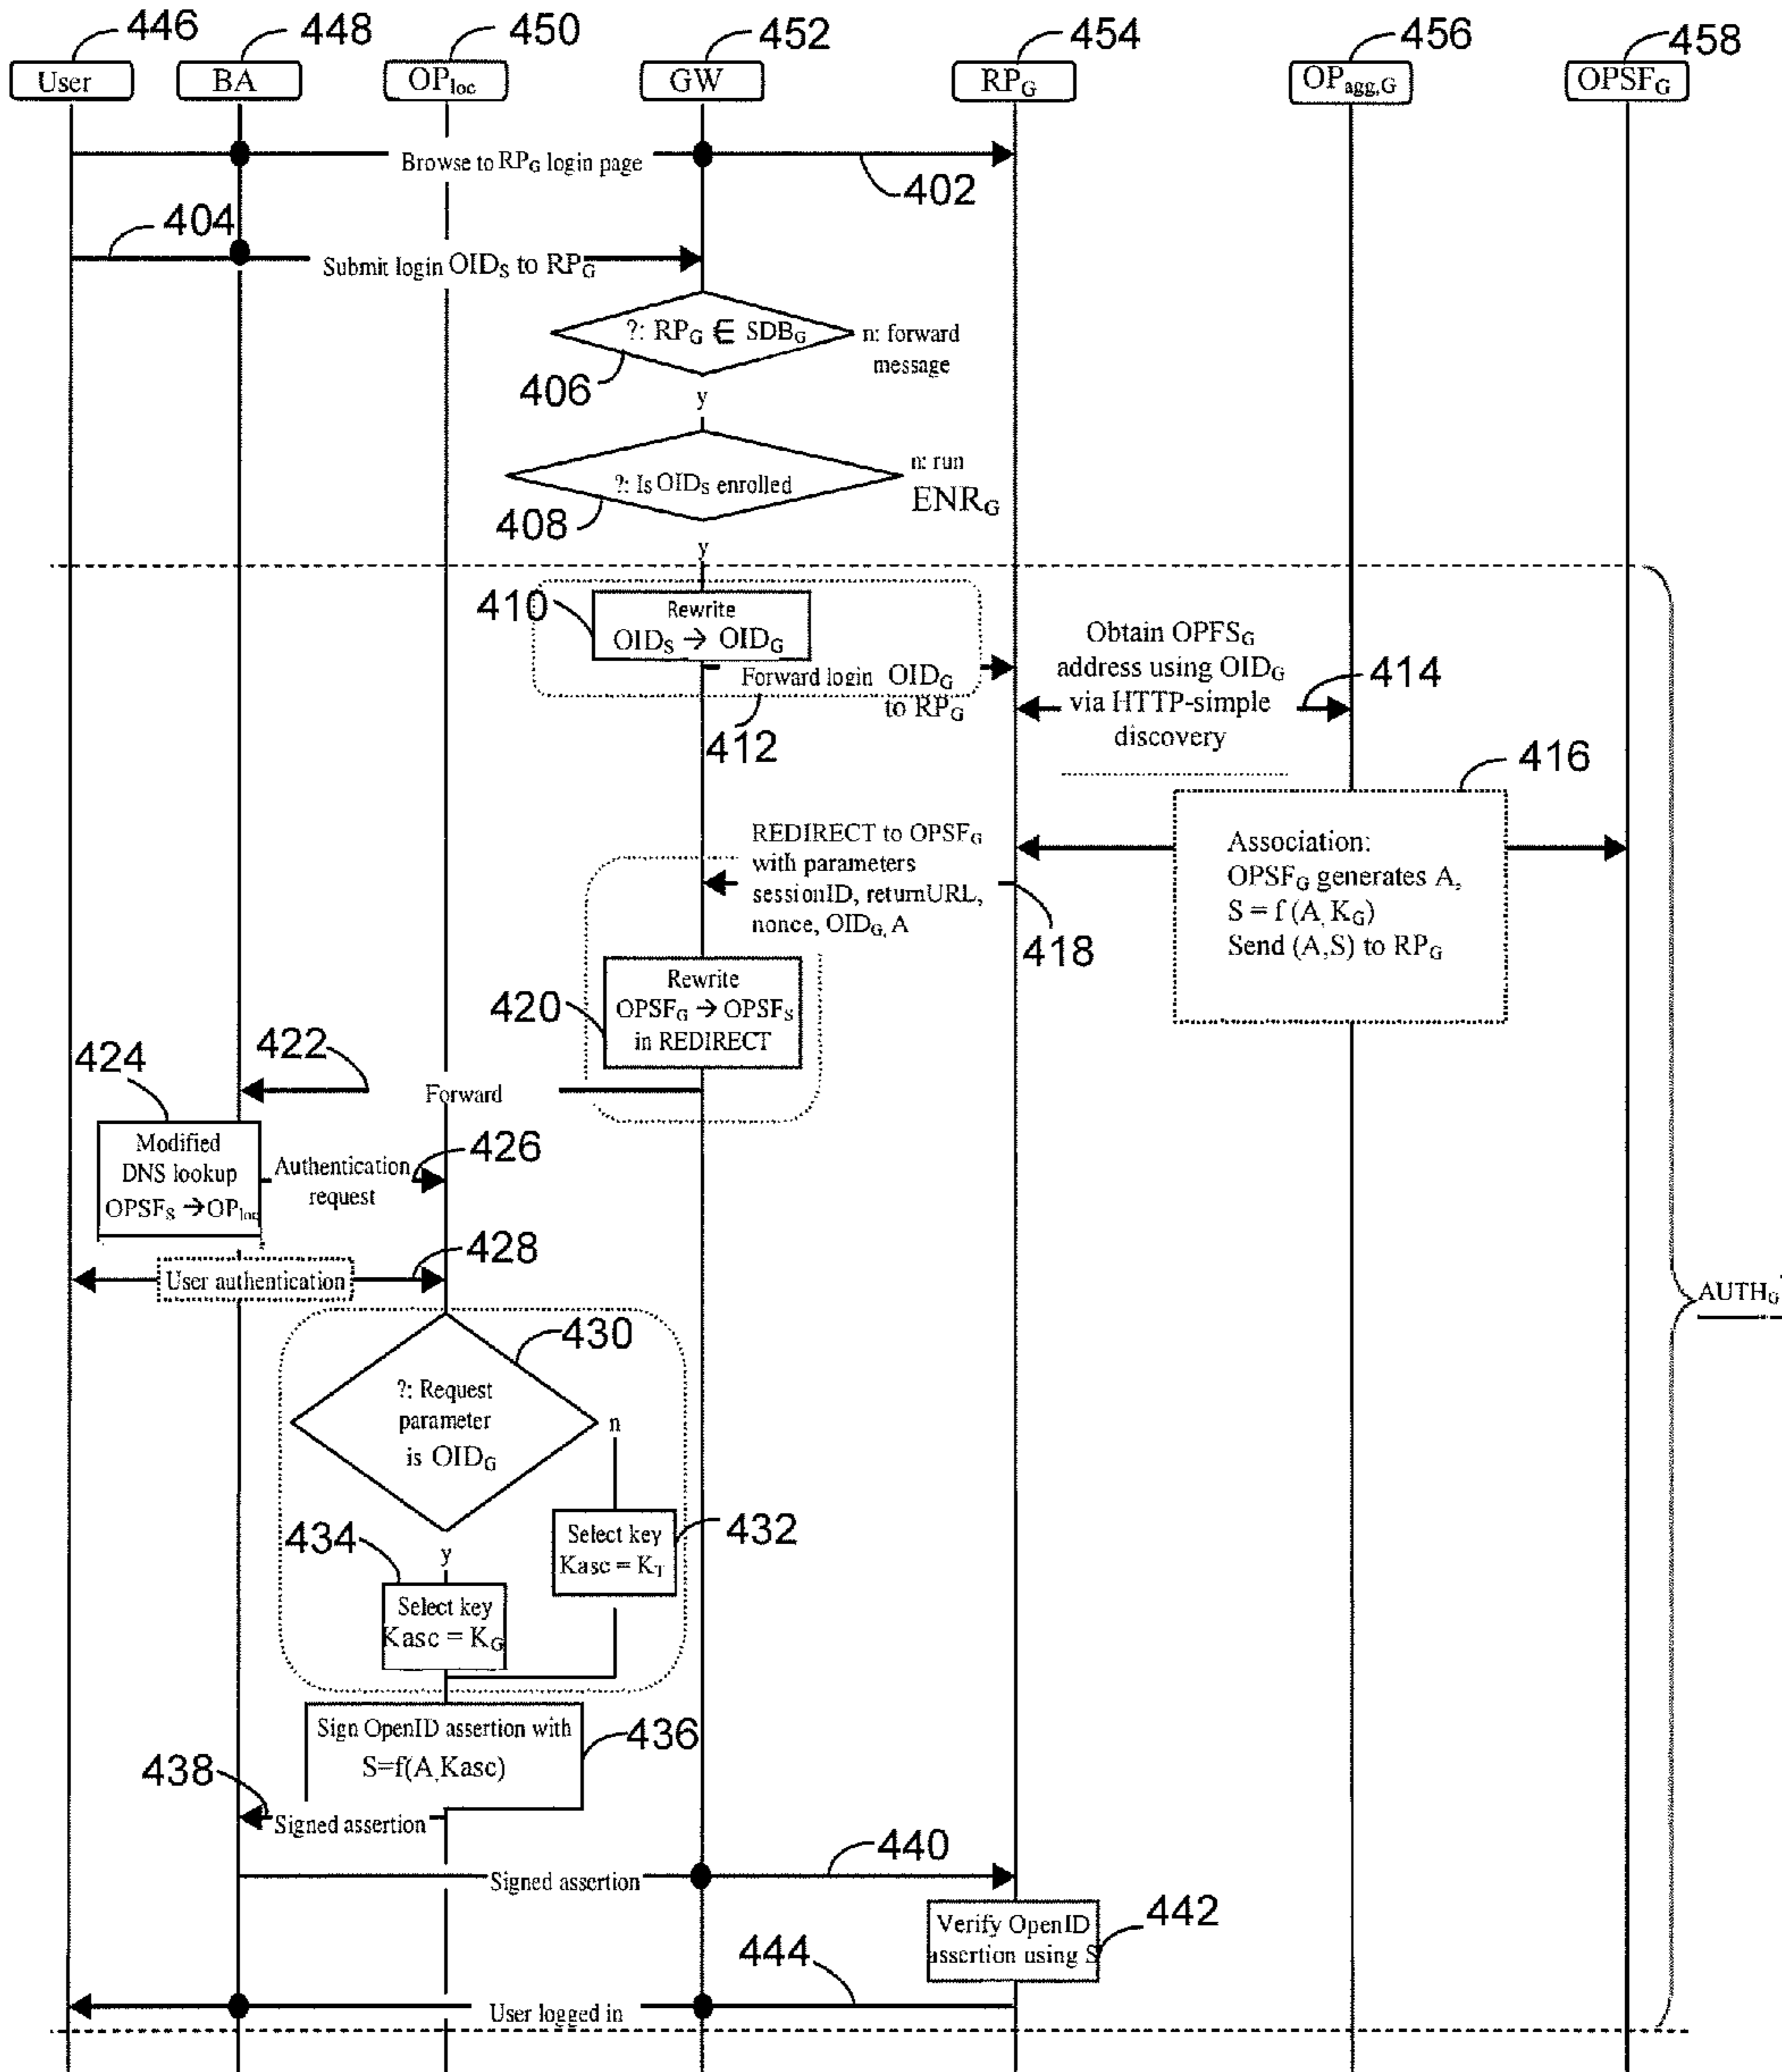 446 448 450 452 454 456 458
User BA OPloc GW RPG OPagg,G OPSFG
Browse to RPG login page
402
404
Submit login OIDS to RPG
?: RPG ∈ SDBG
n: forward
message
406
y
?: Is OIDS enrolled
n: run
ENRG
408
y
410
Rewrite
OIDS → OIDG
Forward login OIDG
to RPG
412
Obtain OPFSG
address using OIDG
via HTTP-simple
discovery
414
416
Association:
OPSFG generates A,
S = f (A, KG)
Send (A,S) to RPG
REDIRECT to OPSFG
with parameters
sessionID, returnURL,
nonce, OIDG, A
418
420
Rewrite
OPSFG → OPSFS
in REDIRECT
422
Forward
424
Modified
DNS lookup
OPSFS → OPloc
Authentication
request
426
User authentication
428
AUTHG
430
?: Request
parameter
is OIDG
n
Select key
Kasc = KT
432
434
y
Select key
Kasc = KG
Sign OpenID assertion with
S=f(A,Kasc)
436
438
Signed assertion
440
Signed assertion
Verify OpenID
assertion using S
442
444
User logged in